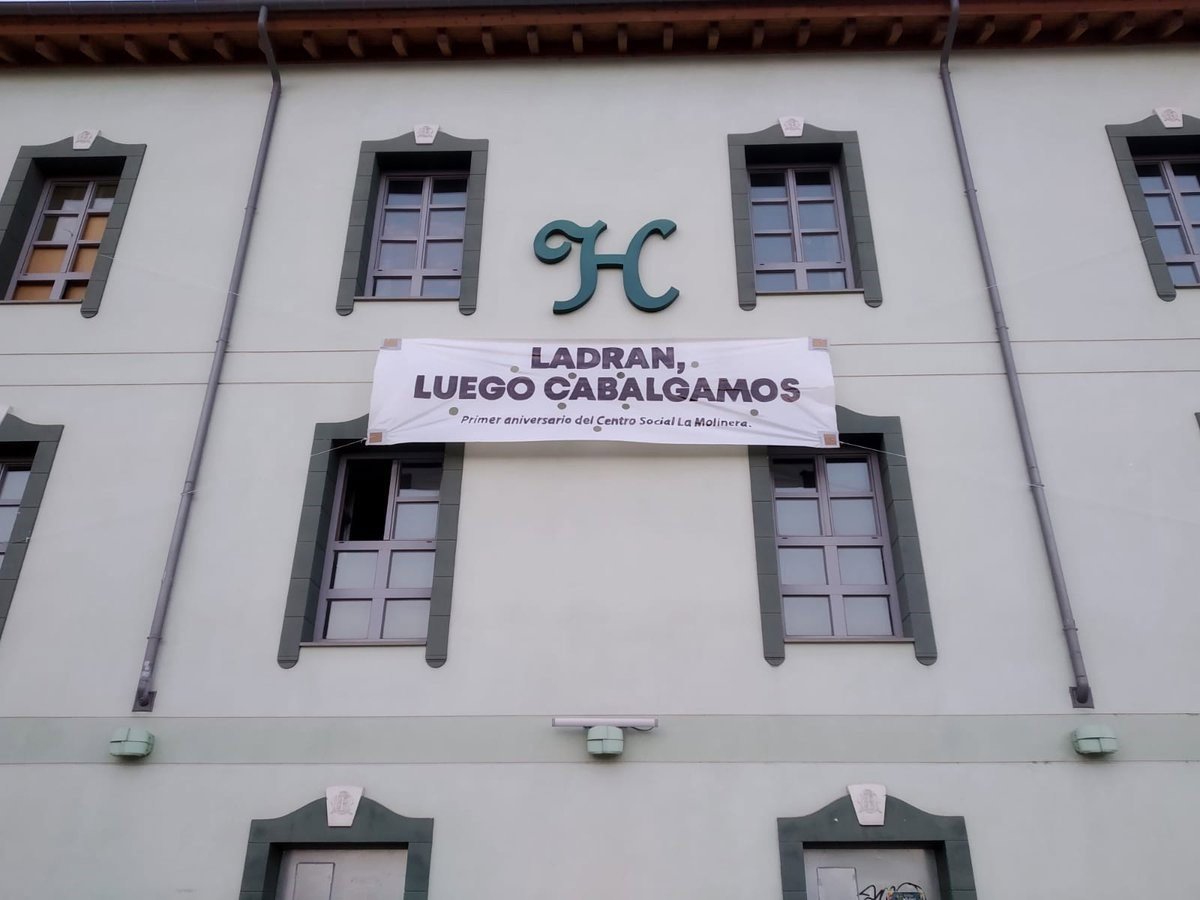 H
LADRAN,
LUEGO CABALGAMOS
Primer aniversario del Centro Social La Molinera.